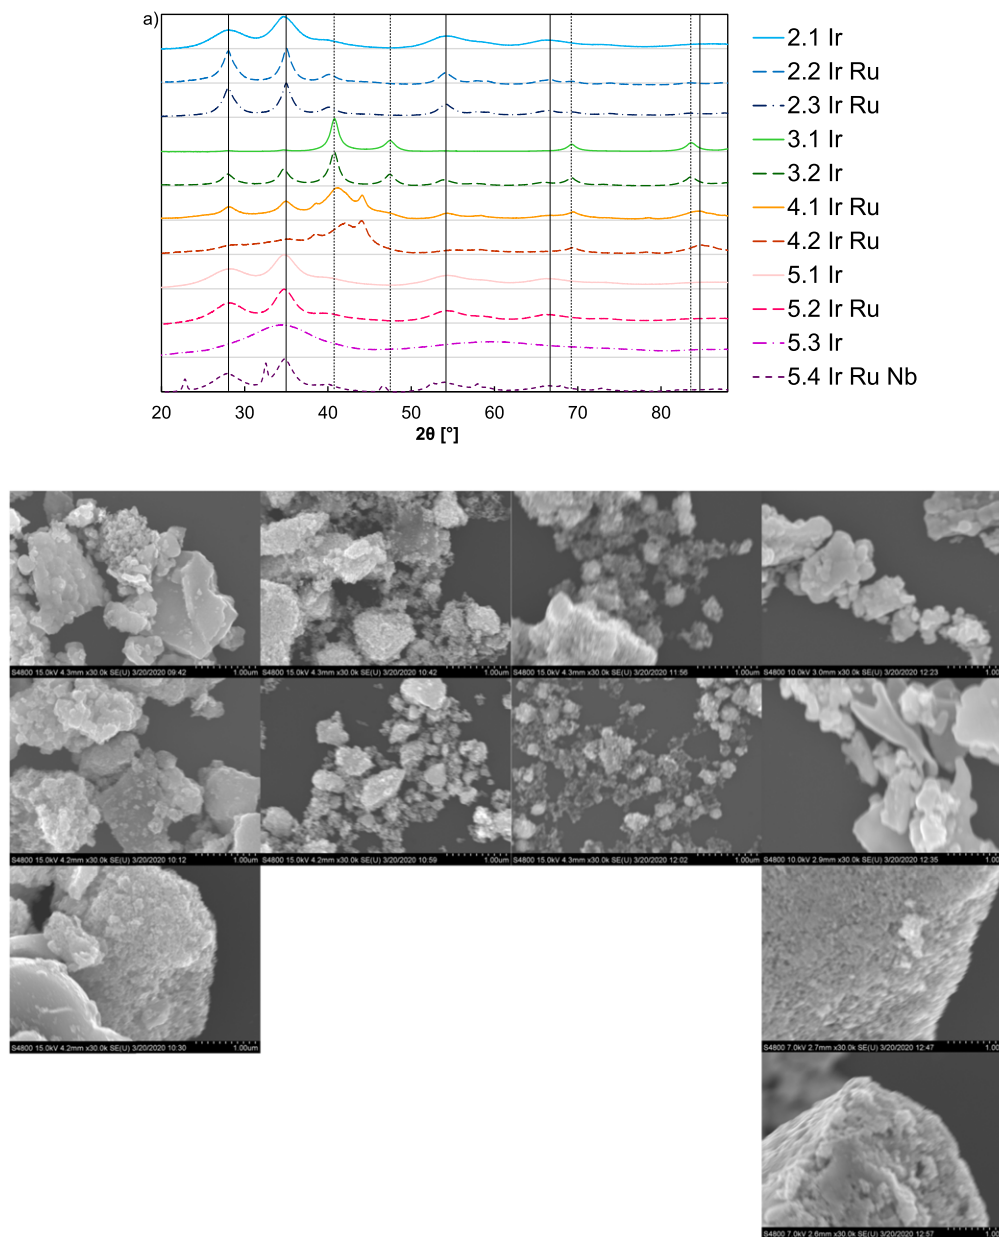 a)
2.1 Ir
2.2 Ir Ru
2.3 Ir Ru
3.1 Ir
3.2 Ir
4.1 Ir Ru
4.2 Ir Ru
5.1 Ir
5.2 Ir Ru
5.3 Ir
5.4 Ir Ru Nb
20 30 40 50 60 70 80
2θ [°]
S4800 15.0kV 4.3mm x30.0k SE(U) 3/20/2020 09:42 1.00um
S4800 15.0kV 4.3mm x30.0k SE(U) 3/20/2020 10:42 1.00um
S4800 15.0kV 4.3mm x30.0k SE(U) 3/20/2020 11:56 1.00um
S4800 10.0kV 3.0mm x30.0k SE(U) 3/20/2020 12:23 1.00
S4800 15.0kV 4.2mm x30.0k SE(U) 3/20/2020 10:12 1.00um
S4800 15.0kV 4.2mm x30.0k SE(U) 3/20/2020 10:59 1.00um
S4800 15.0kV 4.3mm x30.0k SE(U) 3/20/2020 12:02 1.00um
S4800 10.0kV 2.9mm x30.0k SE(U) 3/20/2020 12:35 1.00
S4800 15.0kV 4.2mm x30.0k SE(U) 3/20/2020 10:30 1.00um
S4800 7.0kV 2.7mm x30.0k SE(U) 3/20/2020 12:47 1.00
S4800 7.0kV 2.6mm x30.0k SE(U) 3/20/2020 12:57 1.00